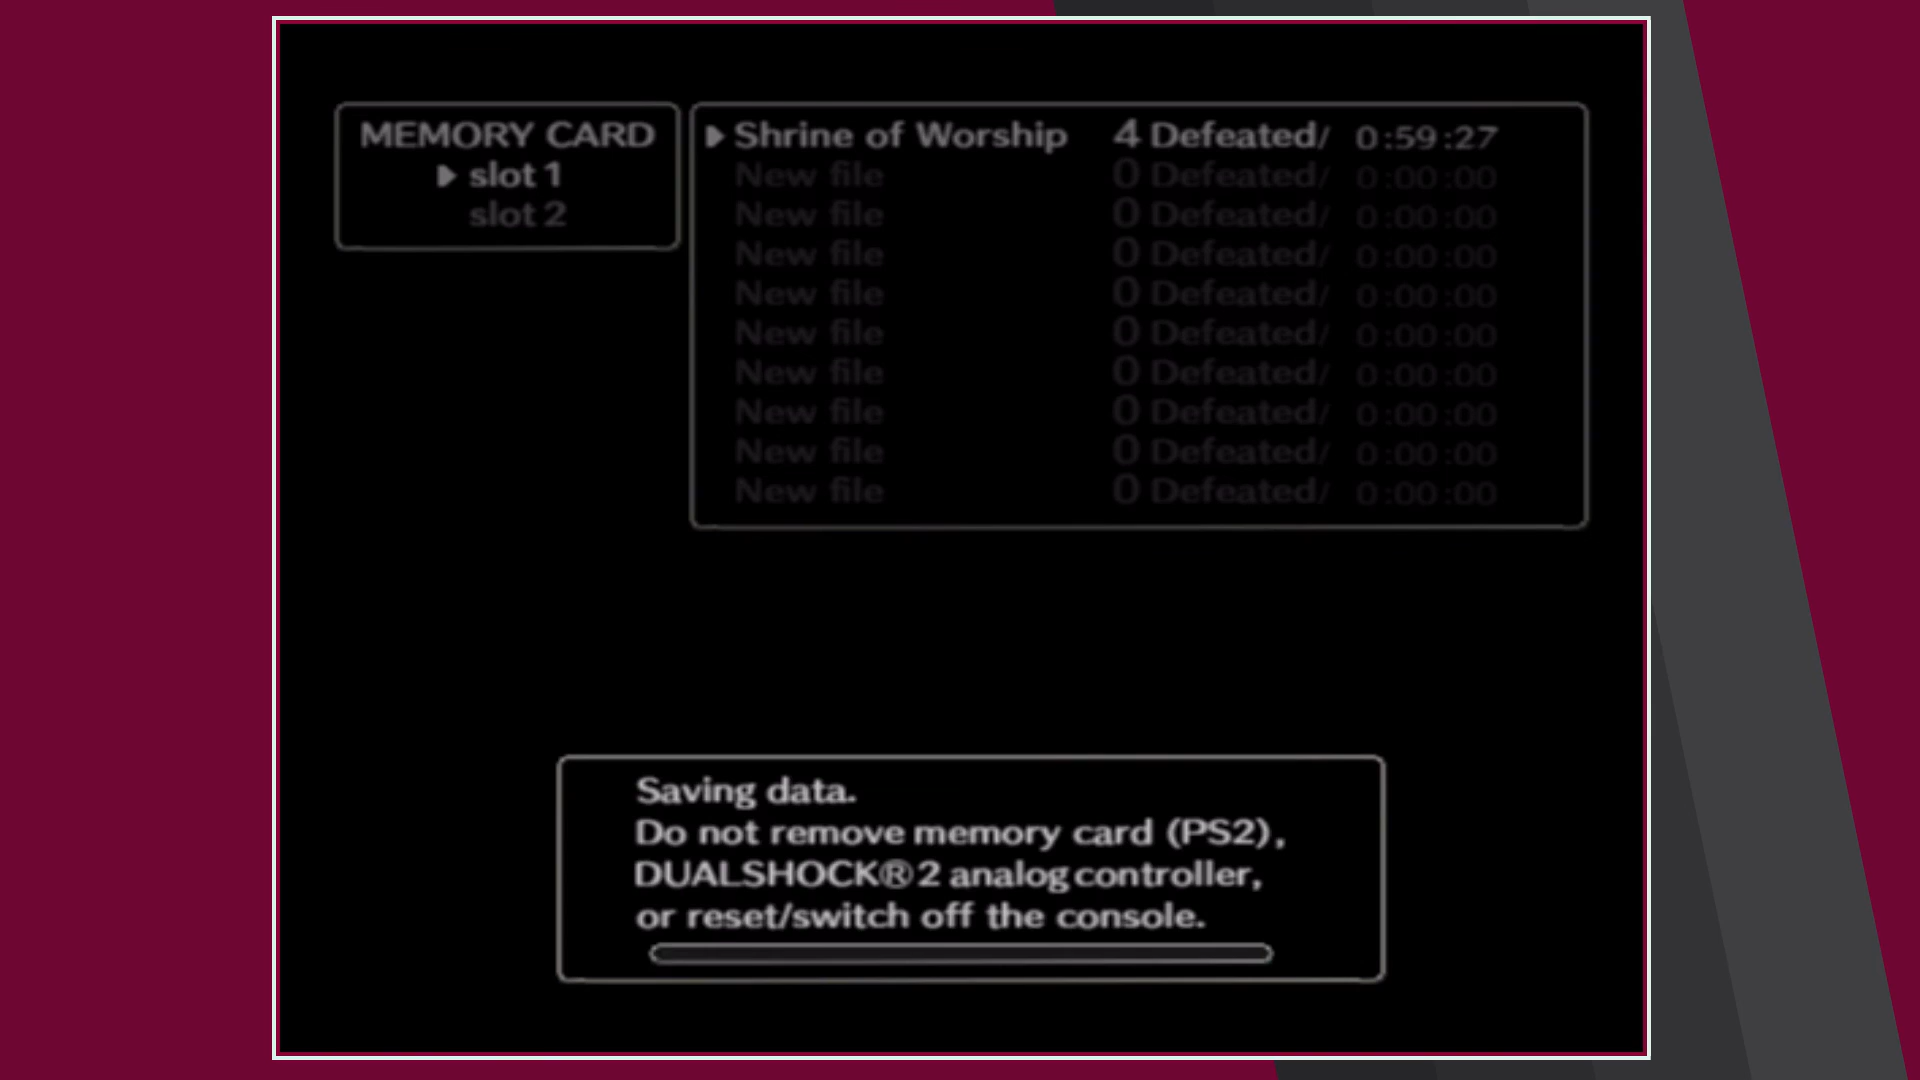 MEMORY CARD
slot 1
slot 2
Shrine of Worship 4 Defeated/ 0:59:27
New file 0 Defeated/ 0:00:00
New file 0 Defeated/ 0:00:00
New file 0 Defeated/ 0:00:00
New file 0 Defeated/ 0:00:00
New file 0 Defeated/ 0:00:00
New file 0 Defeated/ 0:00:00
New file 0 Defeated/ 0:00:00
New file 0 Defeated/ 0:00:00
New file 0 Defeated/ 0:00:00
Saving data.
Do not remove memory card (PS2),
DUALSHOCK®2 analog controller,
or reset/switch off the console.